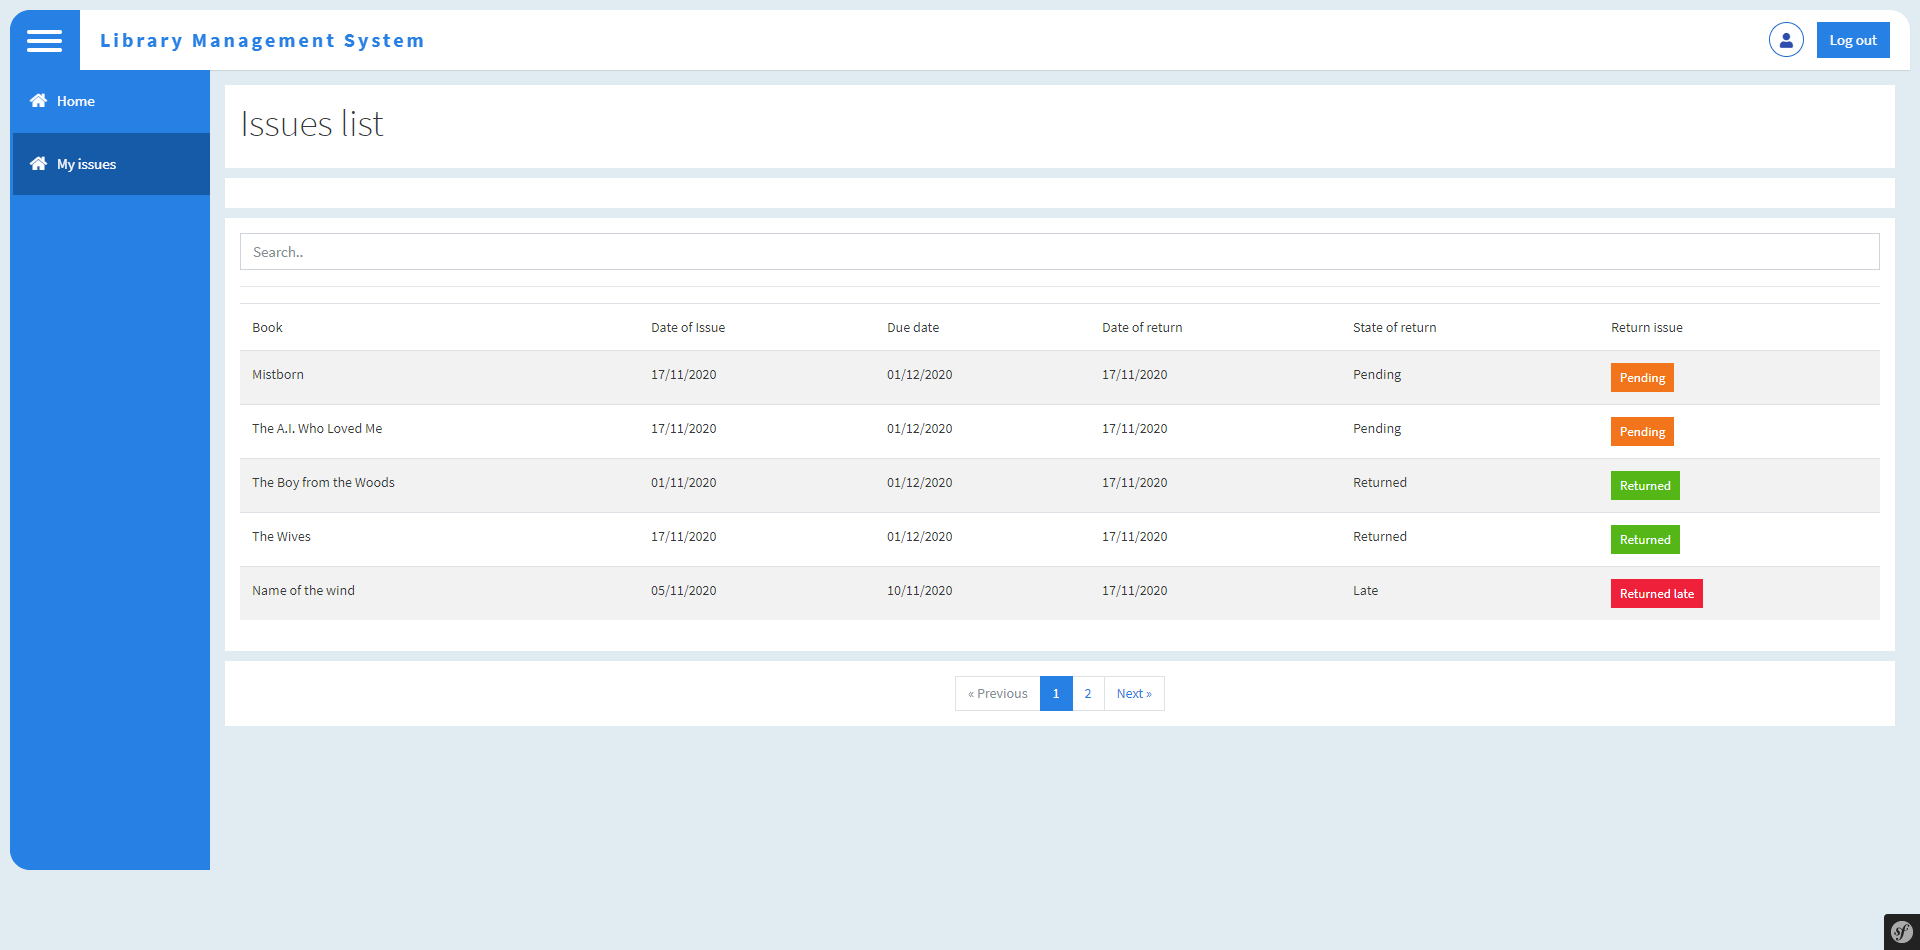 Library Management System
Log out
Home
My issues
Issues list
Search..
Book Date of Issue Due date Date of return State of return Return issue
Mistborn 17/11/2020 01/12/2020 17/11/2020 Pending Pending
The A.I. Who Loved Me 17/11/2020 01/12/2020 17/11/2020 Pending Pending
The Boy from the Woods 01/11/2020 01/12/2020 17/11/2020 Returned Returned
The Wives 17/11/2020 01/12/2020 17/11/2020 Returned Returned
Name of the wind 05/11/2020 10/11/2020 17/11/2020 Late Returned late
« Previous 1 2 Next »
sf